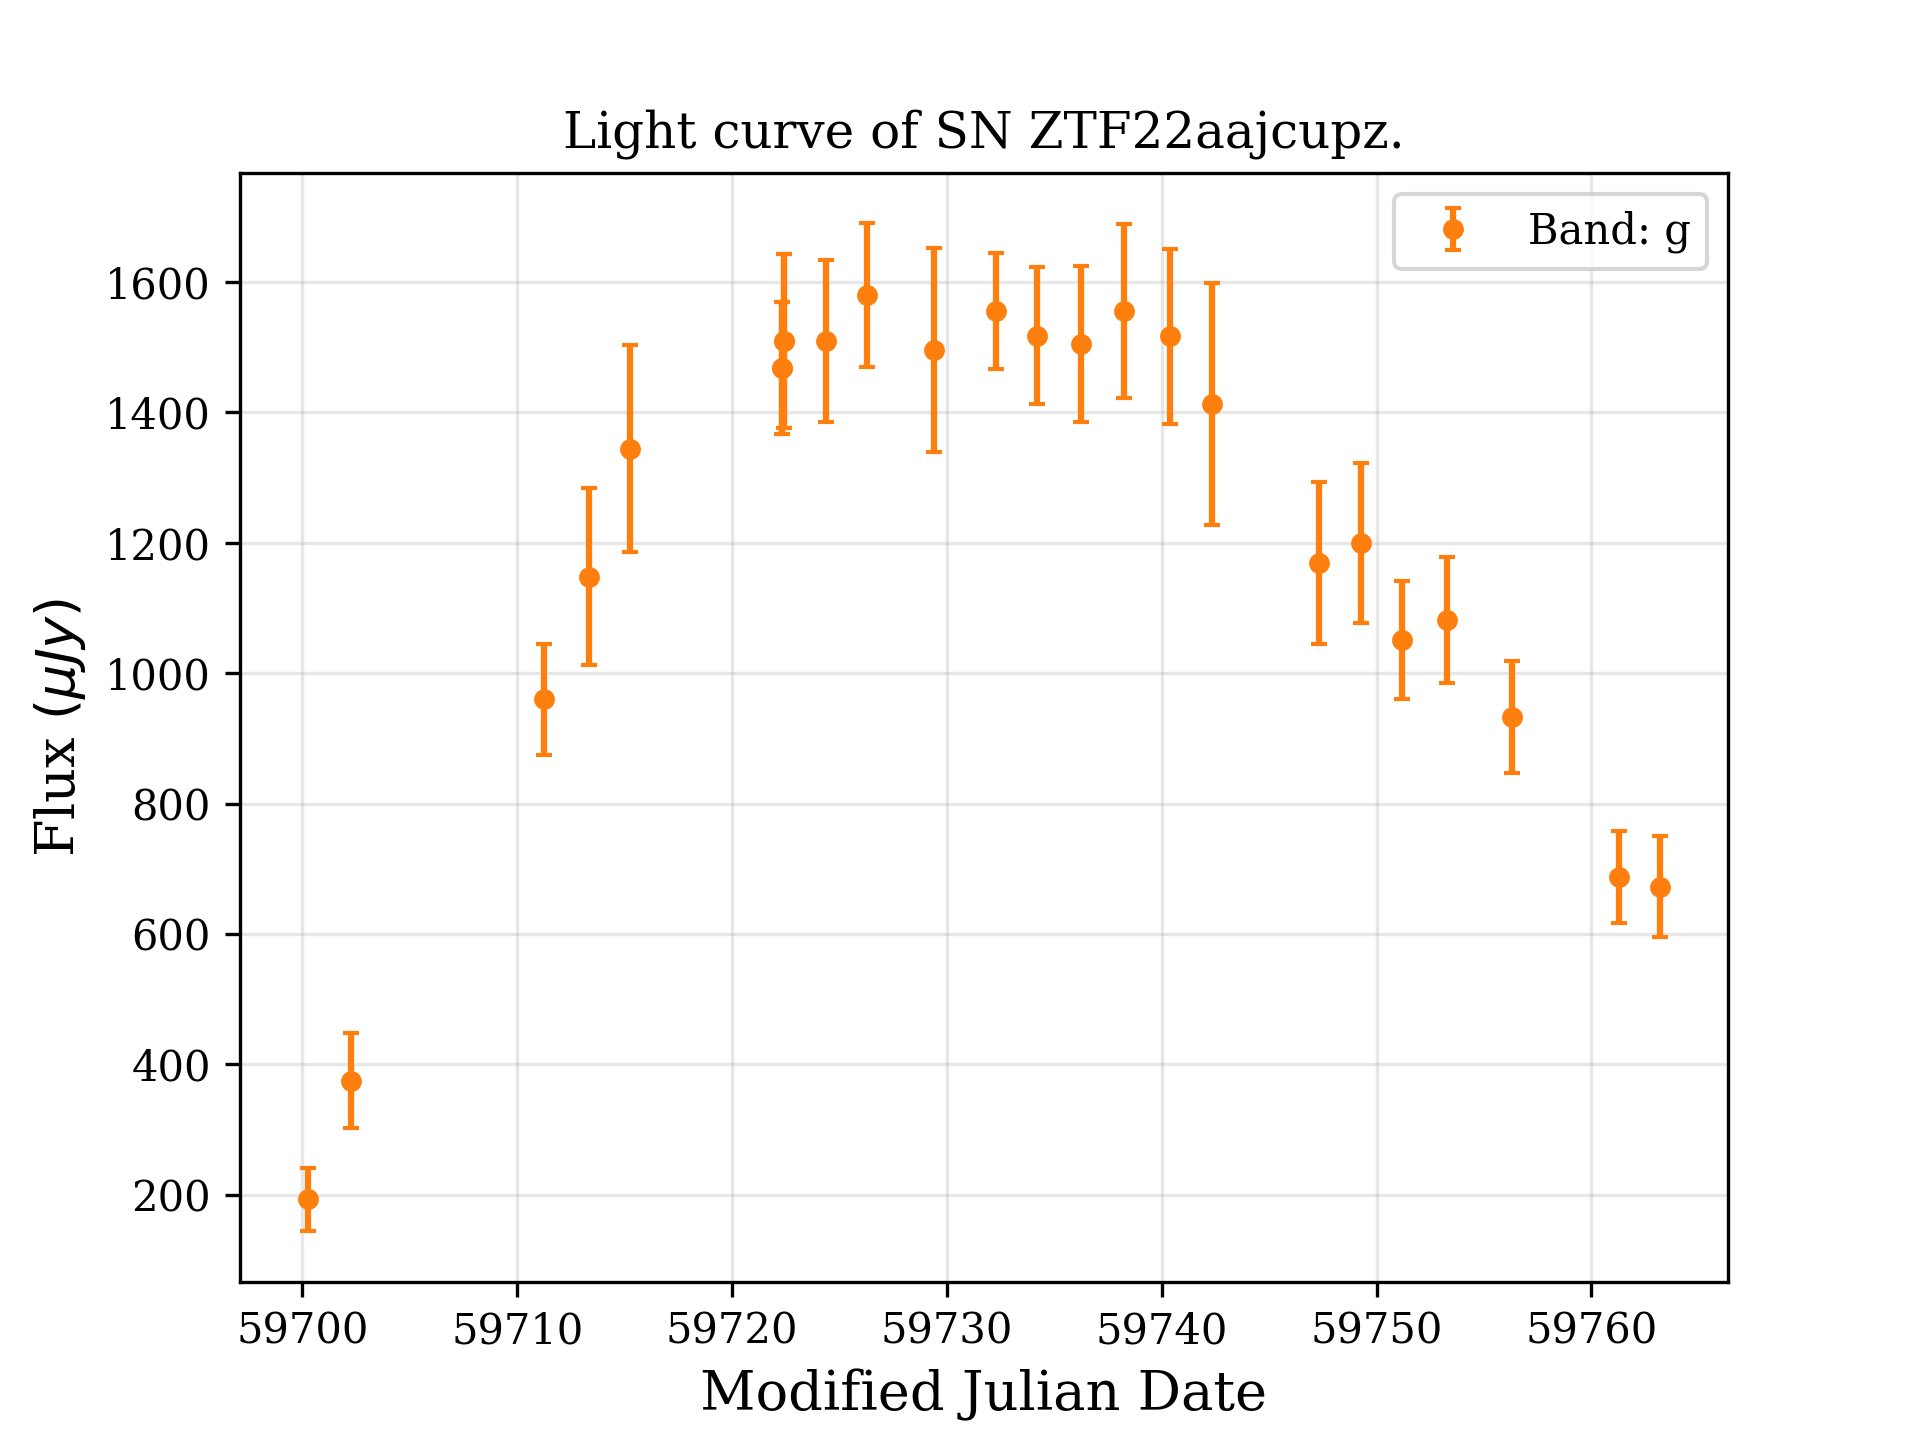 Light curve of SN ZTF22aajcupz.
Band: g
Flux (μJy)
1600
1400
1200
1000
800
600
400
200
59700 59710 59720 59730 59740 59750 59760
Modified Julian Date